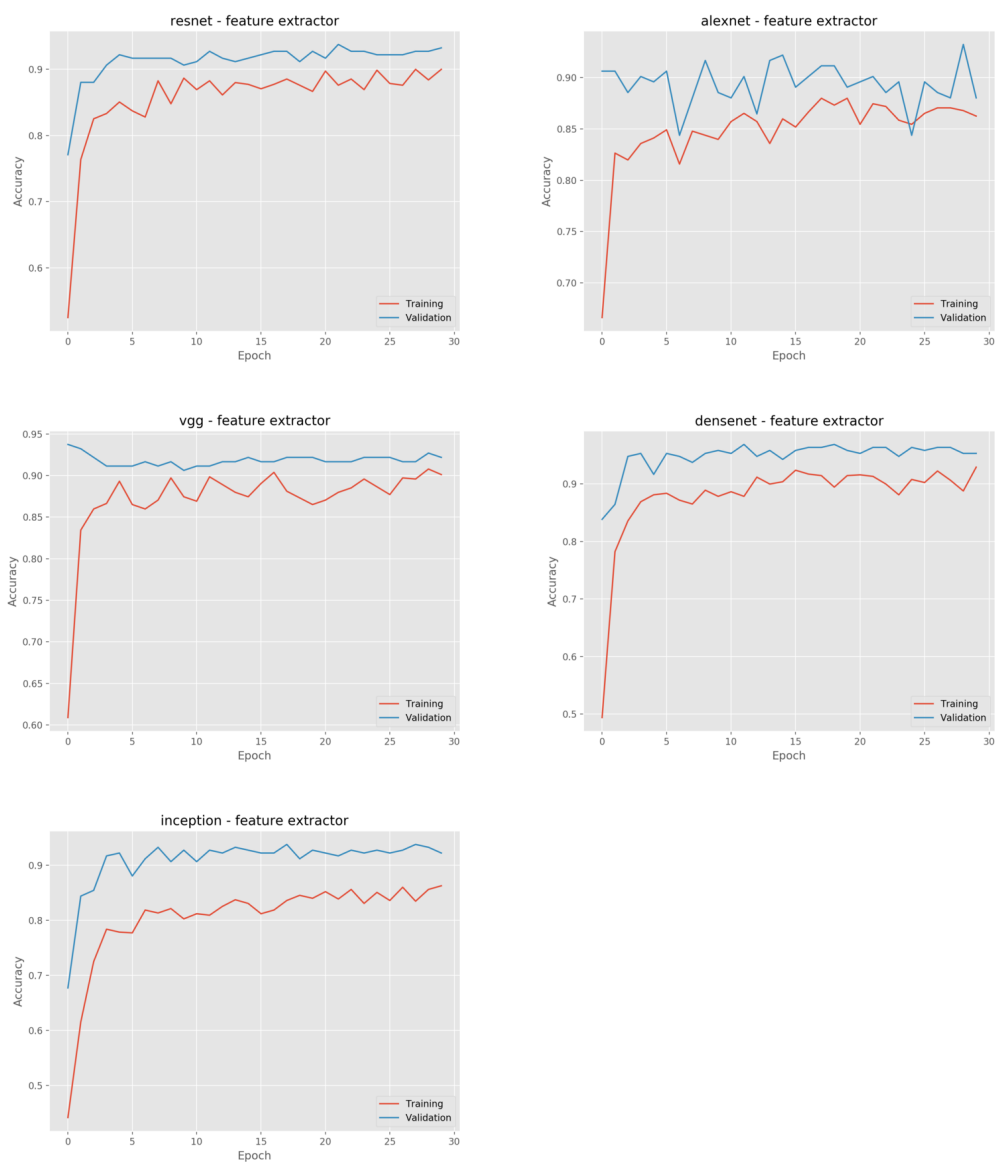 resnet - feature extractor
0.9
0.8
0.7
0.6
Accuracy
Training
Validation
0 5 10 15 20 25 30
Epoch
alexnet - feature extractor
0.90
0.85
0.80
0.75
0.70
Accuracy
Training
Validation
0 5 10 15 20 25 30
Epoch
vgg - feature extractor
0.95
0.90
0.85
0.80
0.75
0.70
0.65
0.60
Accuracy
Training
Validation
0 5 10 15 20 25 30
Epoch
densenet - feature extractor
0.9
0.8
0.7
0.6
0.5
Accuracy
Training
Validation
0 5 10 15 20 25 30
Epoch
inception - feature extractor
0.9
0.8
0.7
0.6
0.5
Accuracy
Training
Validation
0 5 10 15 20 25 30
Epoch